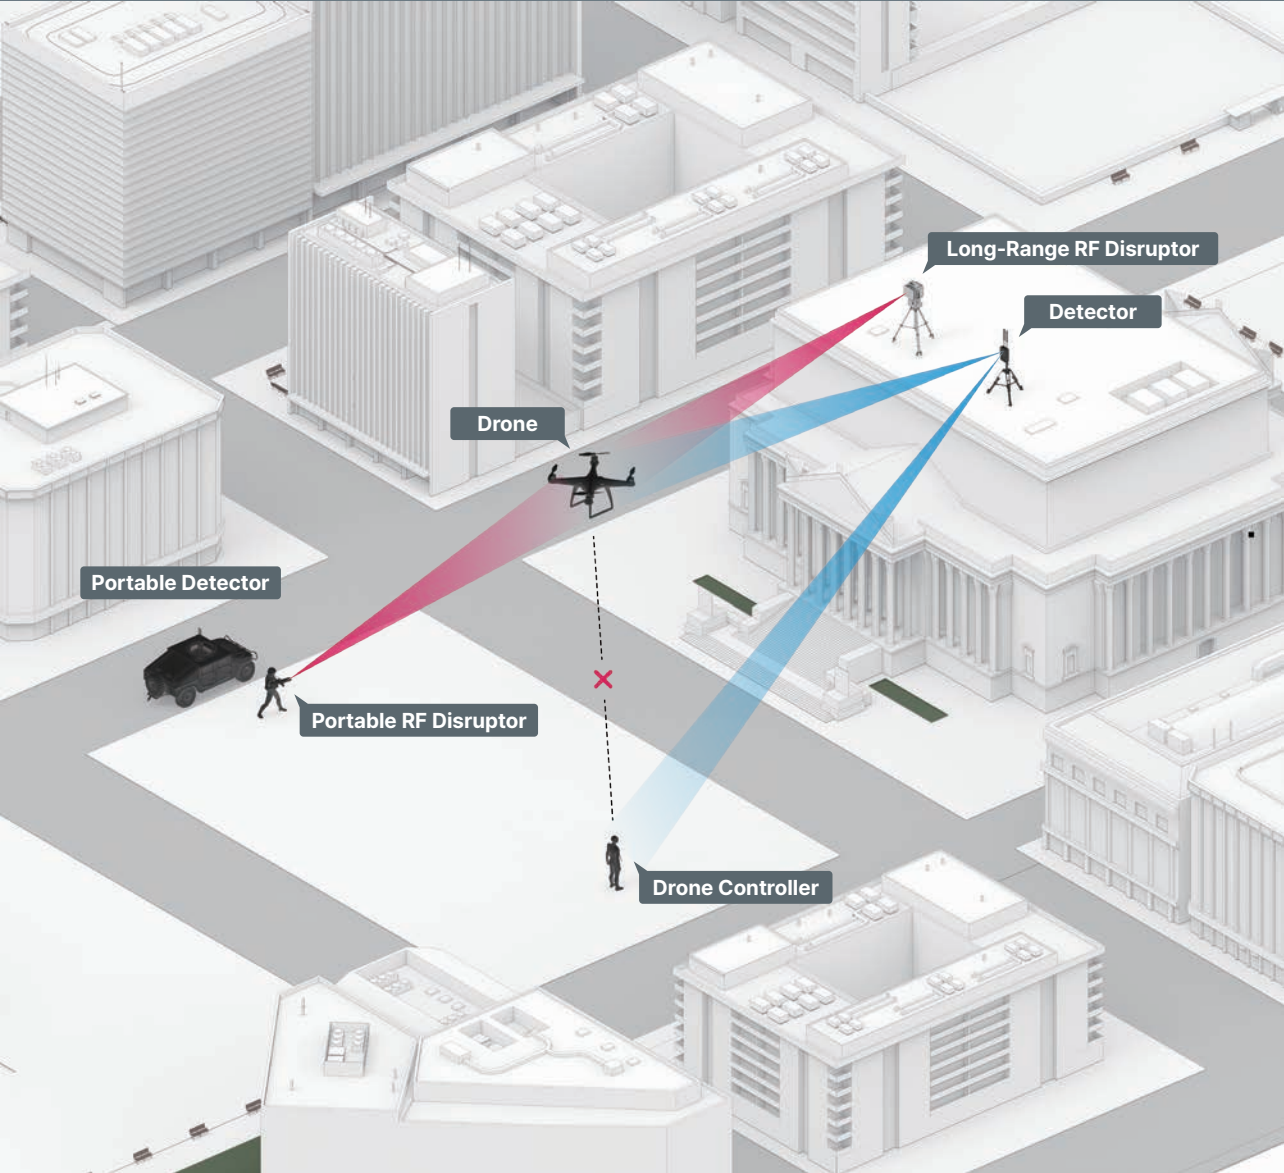 Long-Range RF Disruptor
Detector
Drone
Portable Detector
Portable RF Disruptor
Drone Controller